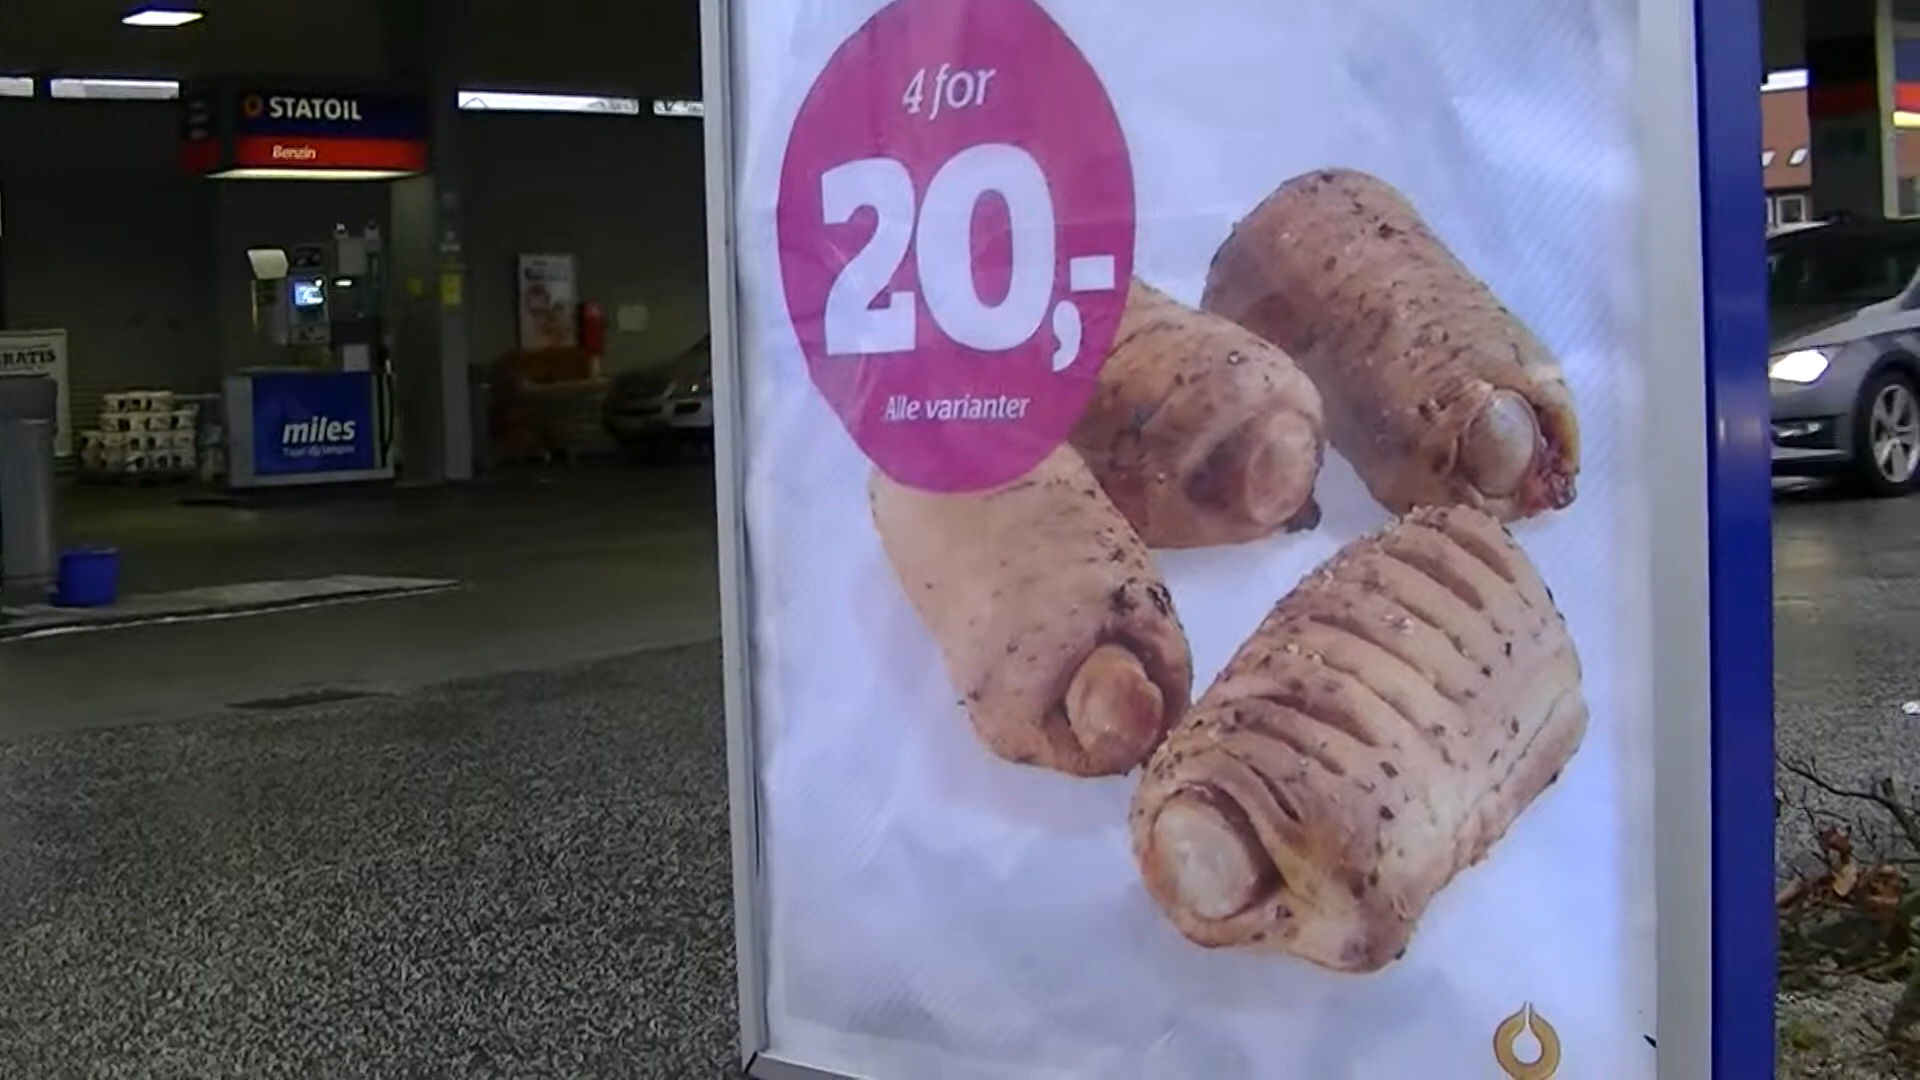 STATOIL
Benzin
miles
RATIS
4 for
20,-
Alle varianter